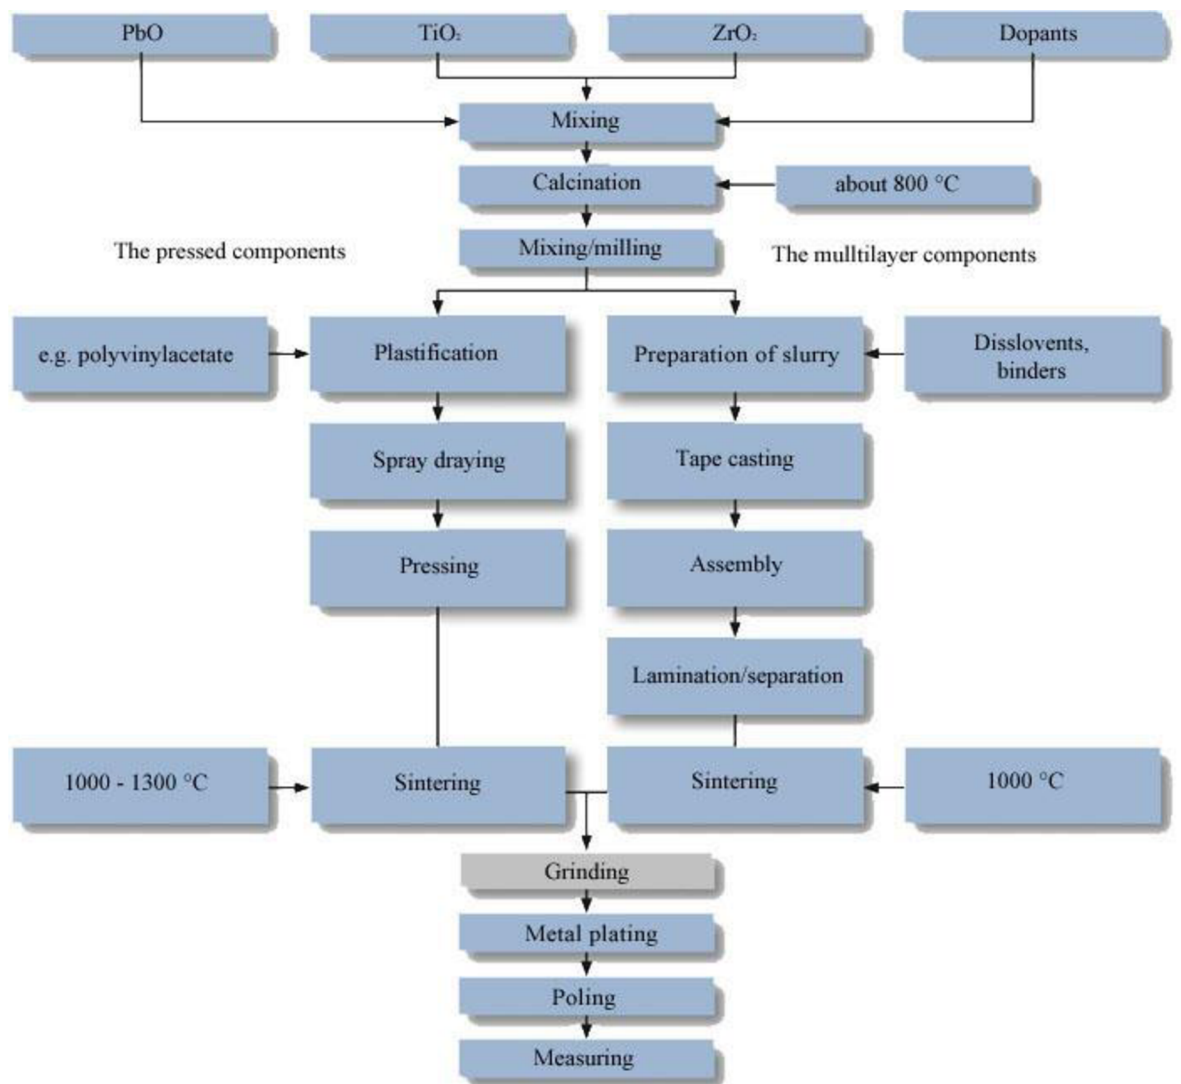 PbO
TiO₂
ZrO₂
Dopants
Mixing
Calcination
about 800 °C
The pressed components
Mixing/milling
The mulltilayer components
e.g. polyvinylacetate
Plastification
Preparation of slurry
Disslovents,
binders
Spray draying
Tape casting
Pressing
Assembly
Lamination/separation
1000 - 1300 °C
Sintering
Sintering
1000 °C
Grinding
Metal plating
Poling
Measuring